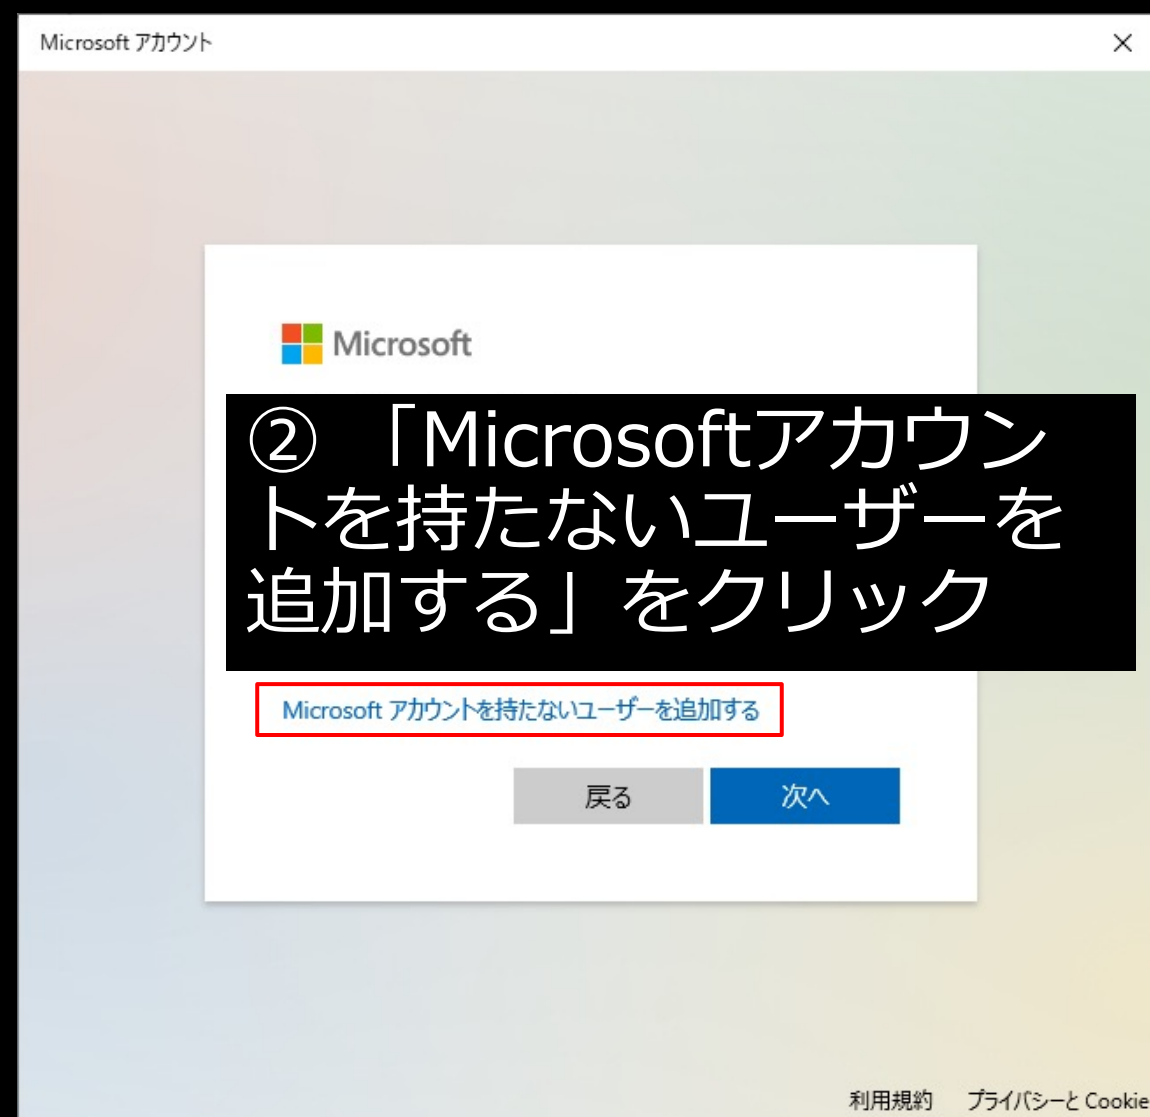 Microsoft アカウント
Microsoft
② 「Microsoftアカウン
トを持たないユーザーを
追加する」をクリック
Microsoft アカウントを持たないユーザーを追加する
戻る 次へ
利用規約 プライバシーと Cookie